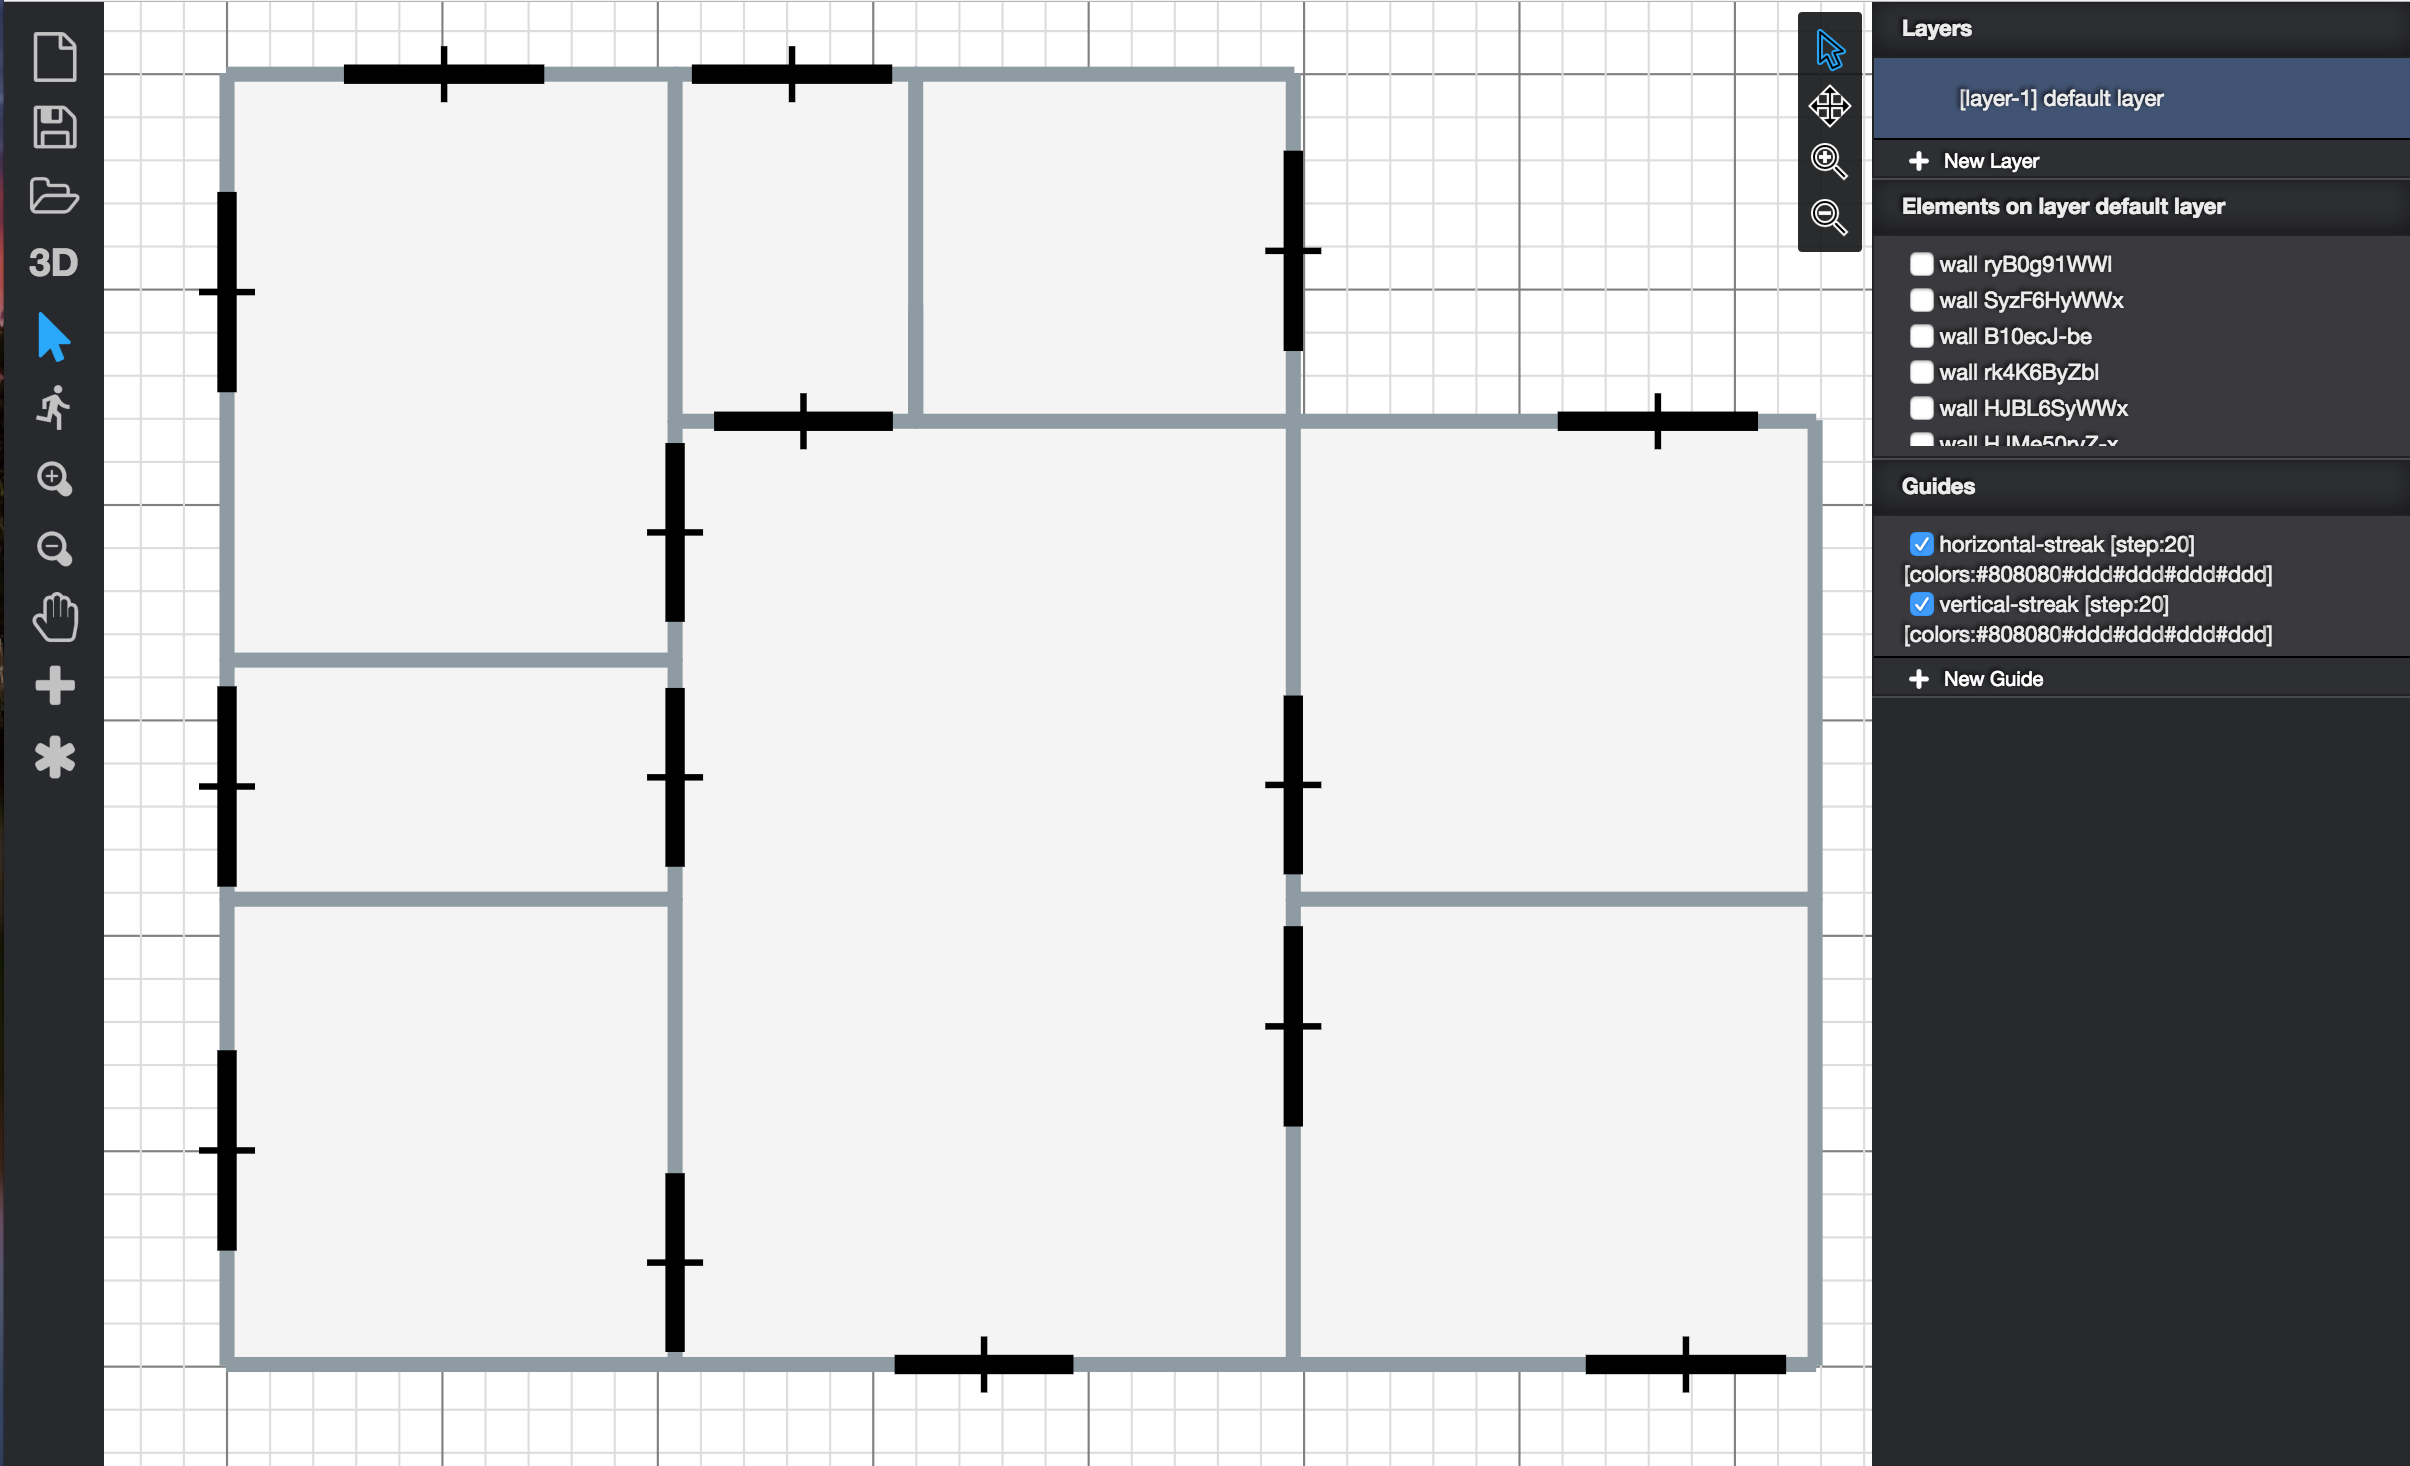 3D
Layers
[layer-1] default layer
New Layer
Elements on layer default layer
wall ryB0g91WWl
wall SyzF6HyWWx
wall B10ecJ-be
wall rk4K6ByZbl
wall HJBL6SyWWx
wall
Guides
horizontal-streak [step:20]
[colors:#808080#ddd#ddd#ddd#ddd]
vertical-streak [step:20]
[colors:#808080#ddd#ddd#ddd#ddd]
New Guide